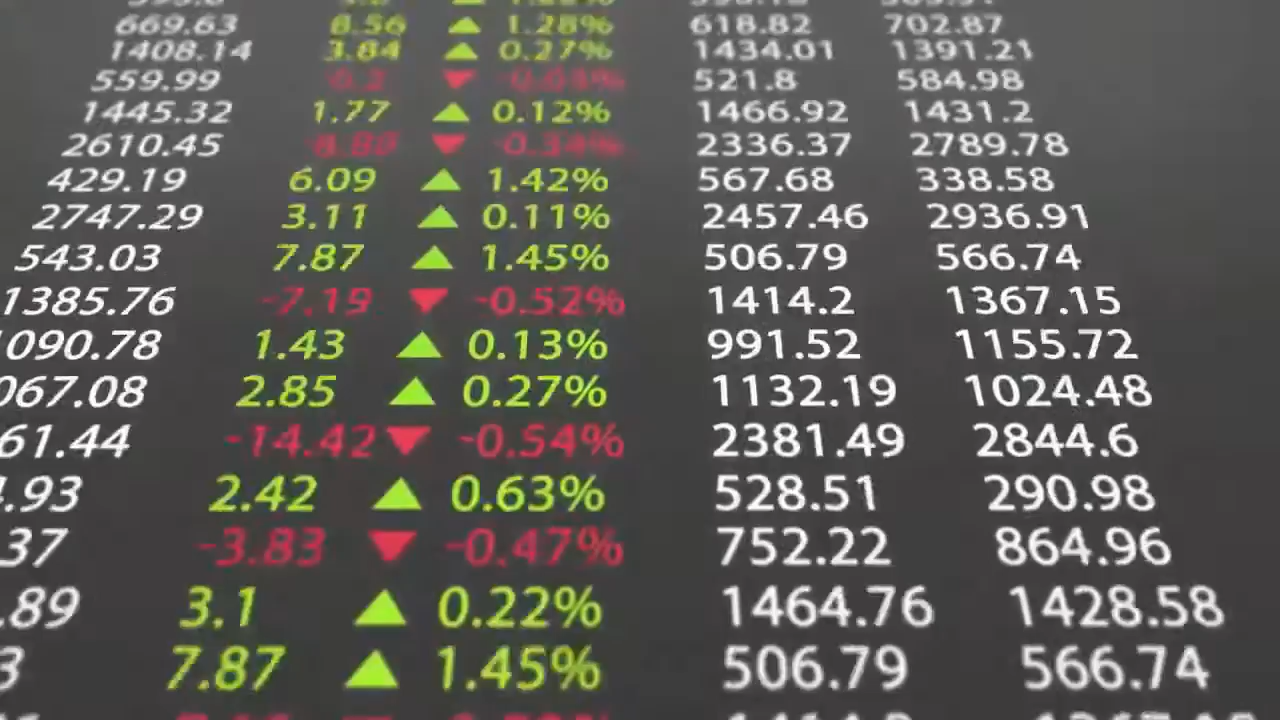 669.63 8.56 ▲ 1.28% 618.82 702.87
1408.14 3.84 ▲ 0.27% 1434.01 1391.21
559.99 ▼ 521.8 584.98
1445.32 1.77 ▲ 0.12% 1466.92 1431.2
2610.45 ▼ -0.34% 2336.37 2789.78
429.19 6.09 ▲ 1.42% 567.68 338.58
2747.29 3.11 ▲ 0.11% 2457.46 2936.91
543.03 7.87 ▲ 1.45% 506.79 566.74
1385.76 -7.19 ▼ -0.52% 1414.2 1367.15
090.78 1.43 ▲ 0.13% 991.52 1155.72
067.08 2.85 ▲ 0.27% 1132.19 1024.48
61.44 -14.42 ▼ -0.54% 2381.49 2844.6
.93 2.42 ▲ 0.63% 528.51 290.98
37 -3.83 ▼ -0.47% 752.22 864.96
.89 3.1 ▲ 0.22% 1464.76 1428.58
3 7.87 ▲ 1.45% 506.79 566.74